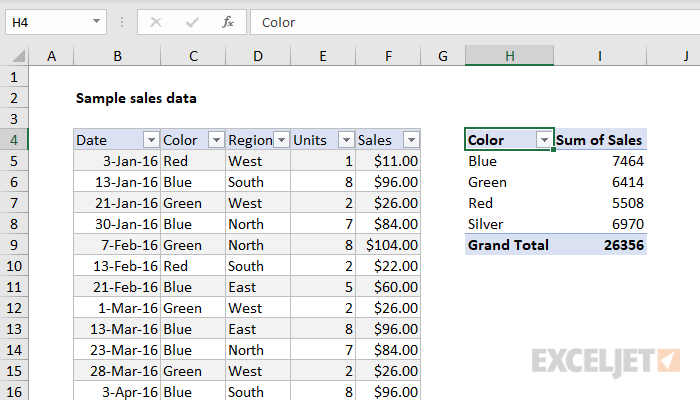 H4 fx Color
A B C D E F G H I J
1
2 Sample sales data
3
4 Date Color Region Units Sales Color Sum of Sales
5 3-Jan-16 Red West 1 $11.00 Blue 7464
6 13-Jan-16 Blue South 8 $96.00 Green 6414
7 21-Jan-16 Green West 2 $26.00 Red 5508
8 30-Jan-16 Blue North 7 $84.00 Silver 6970
9 7-Feb-16 Green North 8 $104.00 Grand Total 26356
10 13-Feb-16 Red South 2 $22.00
11 21-Feb-16 Blue East 5 $60.00
12 1-Mar-16 Green West 2 $26.00
13 13-Mar-16 Blue East 8 $96.00
14 23-Mar-16 Blue North 7 $84.00
15 28-Mar-16 Green West 2 $26.00
16 3-Apr-16 Blue South 8 $96.00
EXCELJET